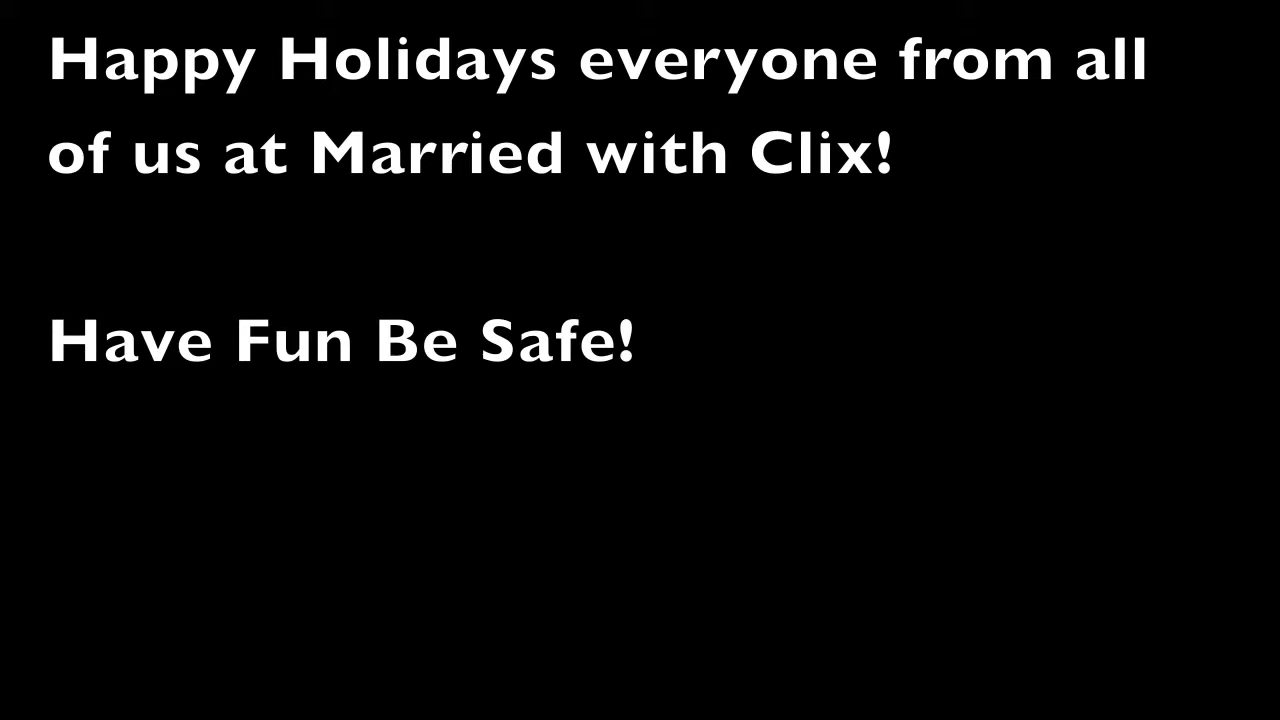 Happy Holidays everyone from all
of us at Married with Clix!
Have Fun Be Safe!